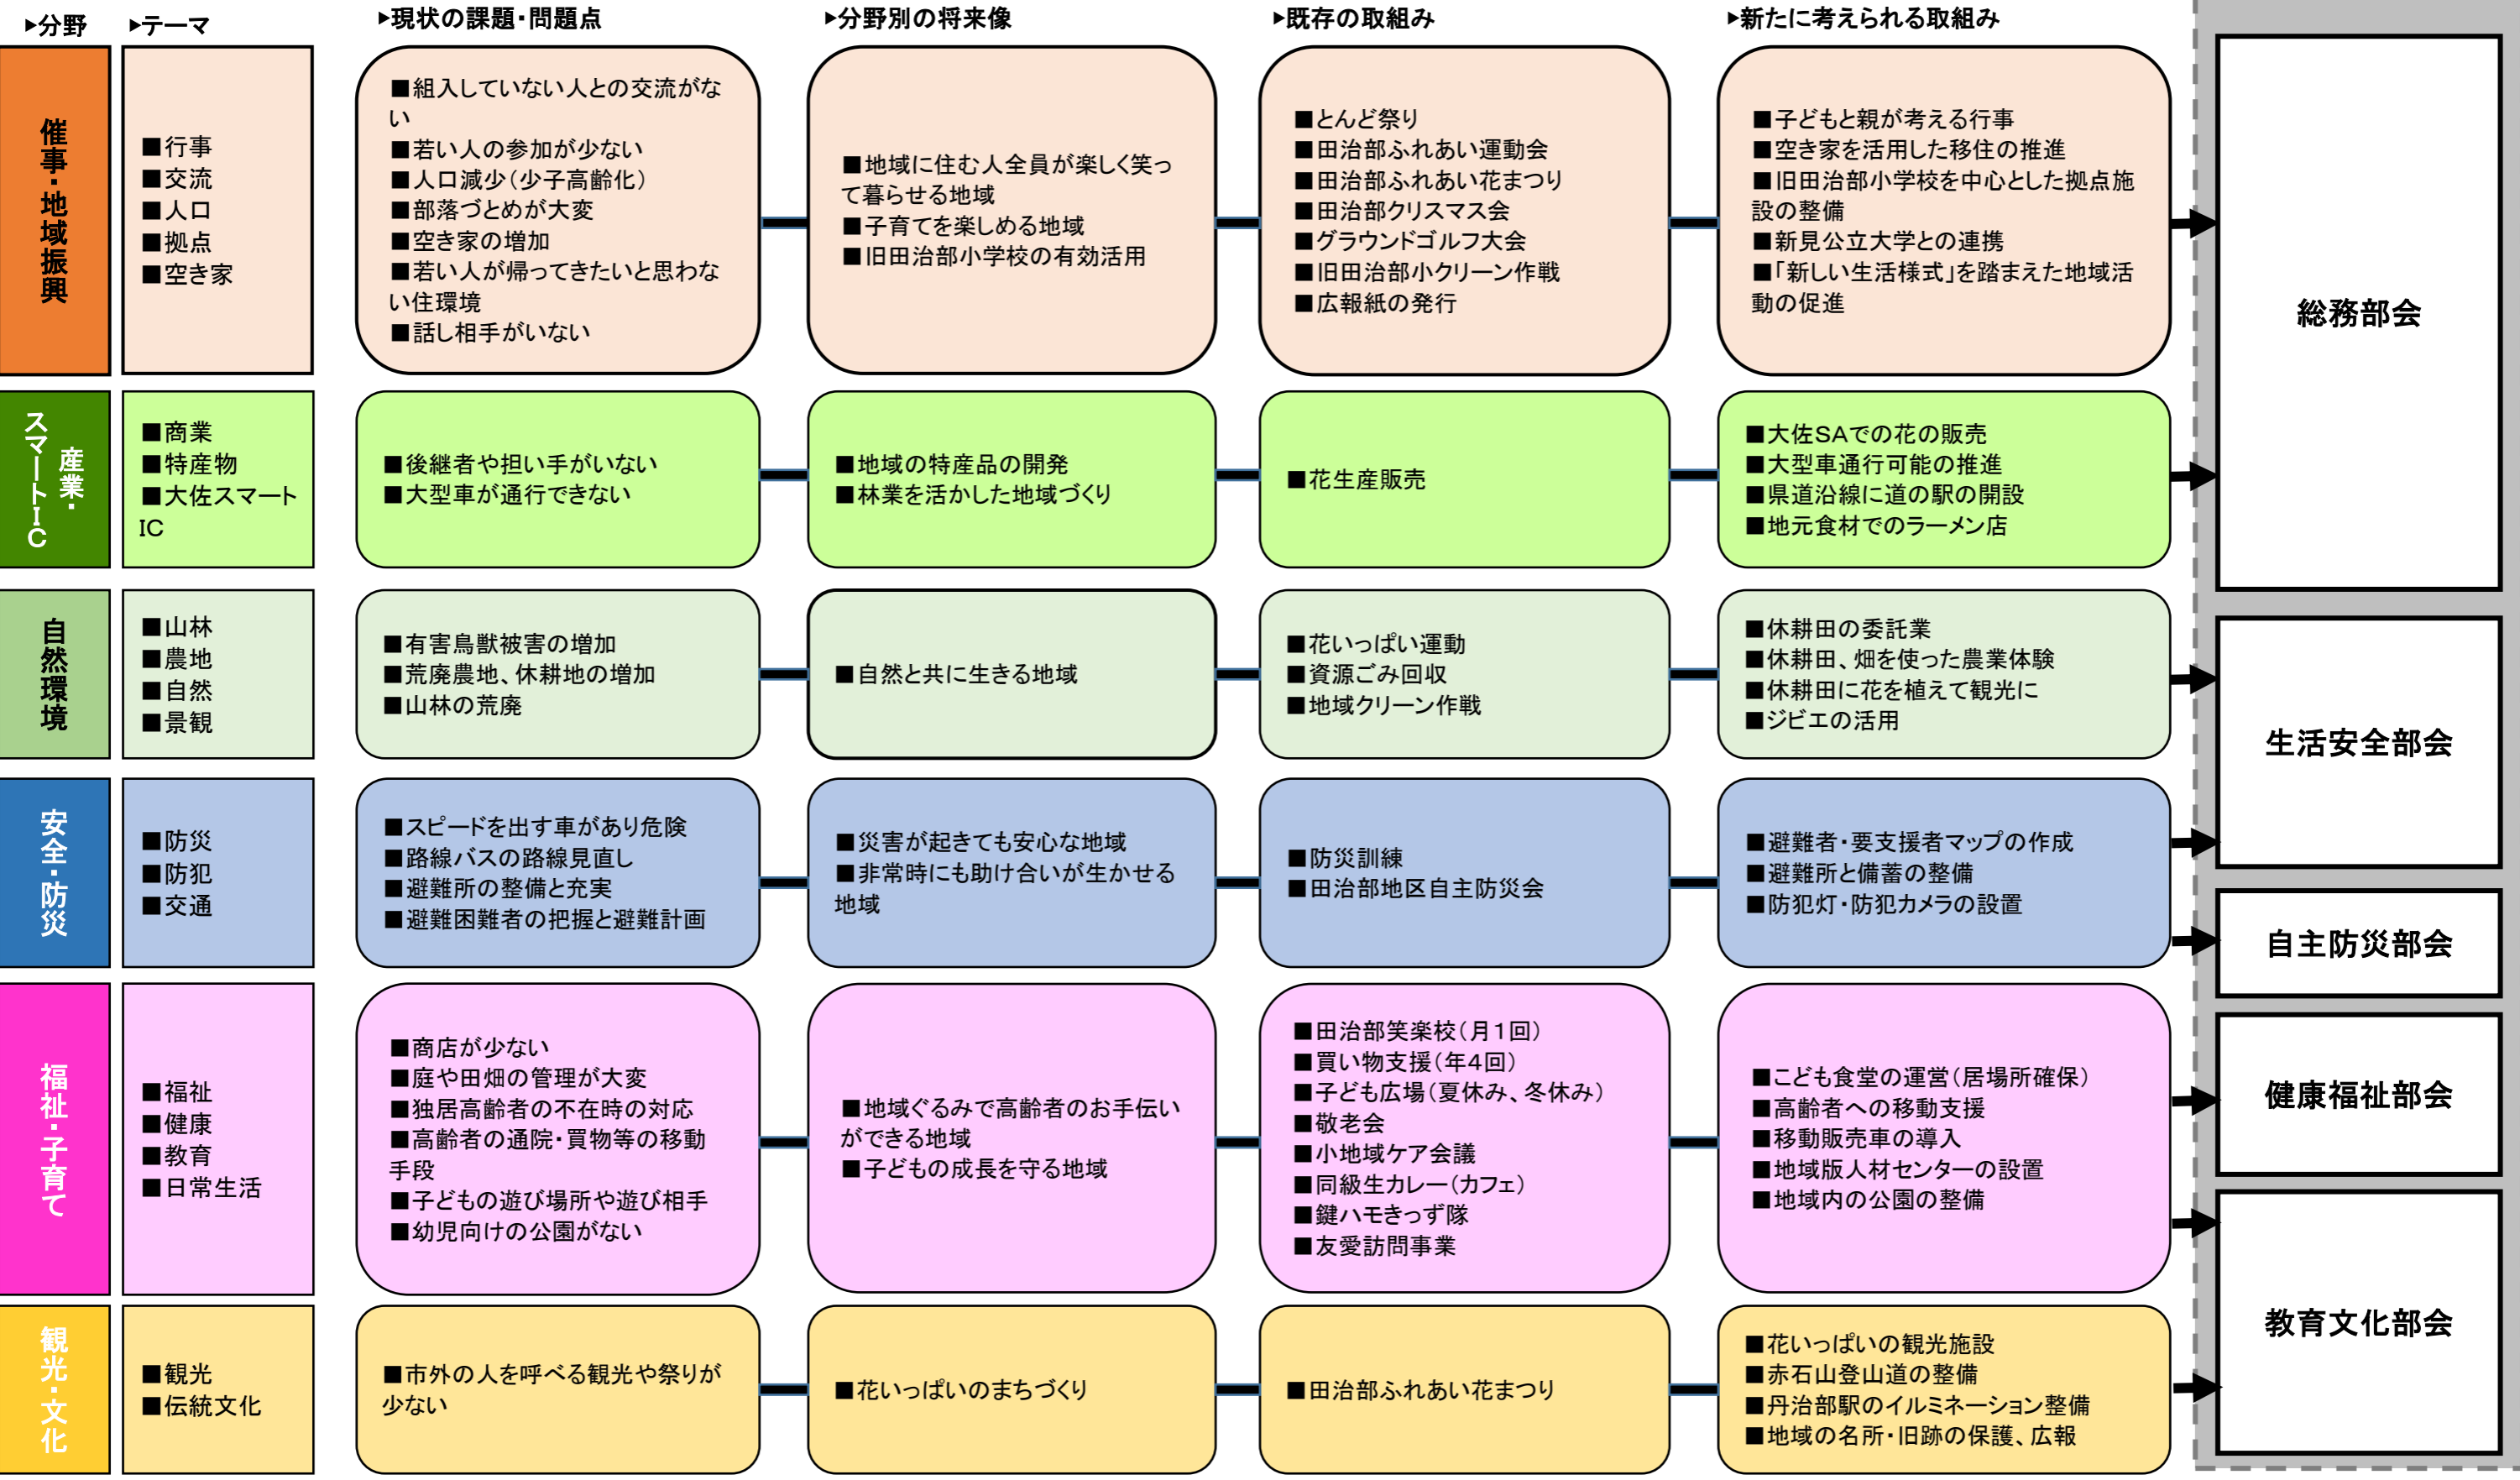 ▶分野
▶テーマ
▶現状の課題・問題点
▶分野別の将来像
▶既存の取組み
▶新たに考えられる取組み
催事・地域振興
■行事
■交流
■人口
■拠点
■空き家
■組入していない人との交流がな
い
■若い人の参加が少ない
■人口減少(少子高齢化)
■部落づとめが大変
■空き家の増加
■若い人が帰ってきたいと思わな
い住環境
■話し相手がいない
■地域に住む人全員が楽しく笑っ
て暮らせる地域
■子育てを楽しめる地域
■旧田治部小学校の有効活用
■とんど祭り
■田治部ふれあい運動会
■田治部ふれあい花まつり
■田治部クリスマス会
■グラウンドゴルフ大会
■旧田治部小クリーン作戦
■広報紙の発行
■子どもと親が考える行事
■空き家を活用した移住の推進
■旧田治部小学校を中心とした拠点施
設の整備
■新見公立大学との連携
■「新しい生活様式」を踏まえた地域活
動の促進
総務部会
産業・
スマートIC
■商業
■特産物
■大佐スマート
IC
■後継者や担い手がいない
■大型車が通行できない
■地域の特産品の開発
■林業を活かした地域づくり
■花生産販売
■大佐SAでの花の販売
■大型車通行可能の推進
■県道沿線に道の駅の開設
■地元食材でのラーメン店
自然環境
■山林
■農地
■自然
■景観
■有害鳥獣被害の増加
■荒廃農地、休耕地の増加
■山林の荒廃
■自然と共に生きる地域
■花いっぱい運動
■資源ごみ回収
■地域クリーン作戦
■休耕田の委託業
■休耕田、畑を使った農業体験
■休耕田に花を植えて観光に
■ジビエの活用
生活安全部会
安全・防災
■防災
■防犯
■交通
■スピードを出す車があり危険
■路線バスの路線見直し
■避難所の整備と充実
■避難困難者の把握と避難計画
■災害が起きても安心な地域
■非常時にも助け合いが生かせる
地域
■防災訓練
■田治部地区自主防災会
■避難者・要支援者マップの作成
■避難所と備蓄の整備
■防犯灯・防犯カメラの設置
自主防災部会
福祉・子育て
■福祉
■健康
■教育
■日常生活
■商店が少ない
■庭や田畑の管理が大変
■独居高齢者の不在時の対応
■高齢者の通院・買物等の移動
手段
■子どもの遊び場所や遊び相手
■幼児向けの公園がない
■地域ぐるみで高齢者のお手伝い
ができる地域
■子どもの成長を守る地域
■田治部笑楽校(月1回)
■買い物支援(年4回)
■子ども広場(夏休み、冬休み)
■敬老会
■小地域ケア会議
■同級生カレー(カフェ)
■鍵ハモきっず隊
■友愛訪問事業
■こども食堂の運営(居場所確保)
■高齢者への移動支援
■移動販売車の導入
■地域版人材センターの設置
■地域内の公園の整備
健康福祉部会
観光・文化
■観光
■伝統文化
■市外の人を呼べる観光や祭りが
少ない
■花いっぱいのまちづくり
■田治部ふれあい花まつり
■花いっぱいの観光施設
■赤石山登山道の整備
■丹治部駅のイルミネーション整備
■地域の名所・旧跡の保護、広報
教育文化部会